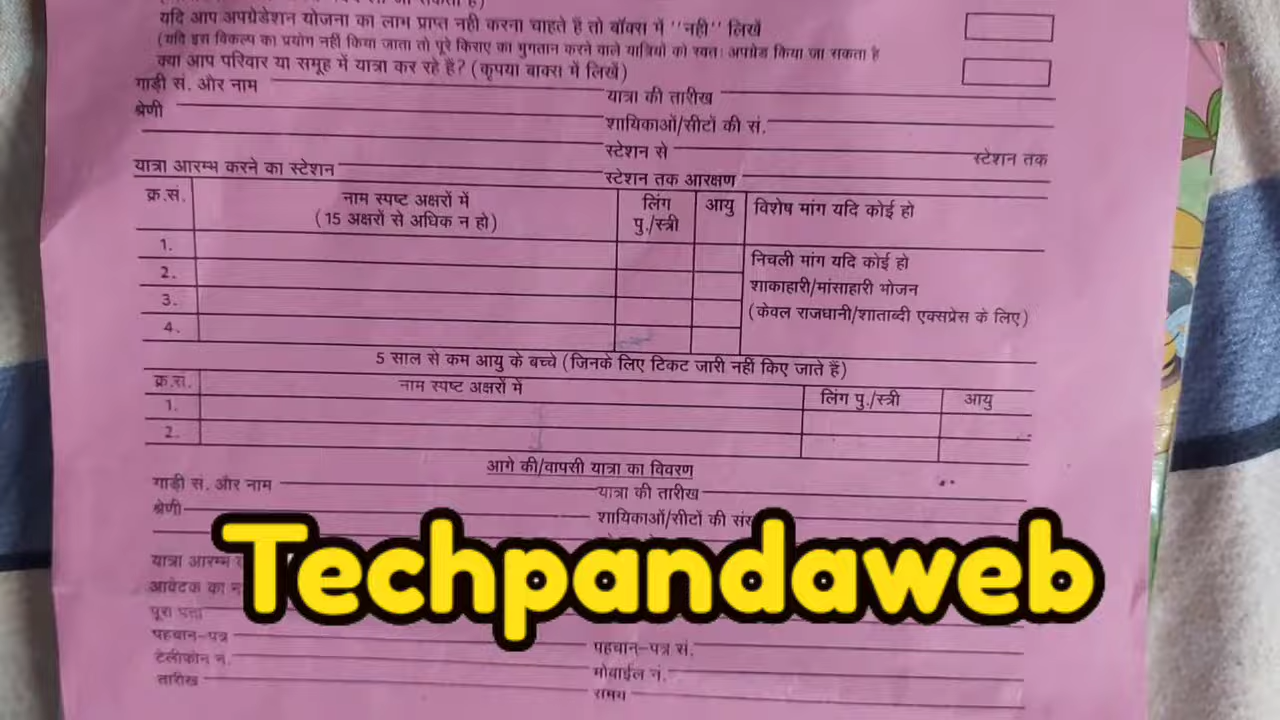 यदि आप अपग्रेडेशन योजना का लाभ प्राप्त नही करना चाहते है तो बॉक्स में ''नही'' लिखें
(यदि इस विकल्प का प्रयोग नहीं किया जाता तो पूरे किराए का भुगतान करने वाले यात्रियों को स्वतः अपग्रेड किया जा सकता है
क्या आप परिवार या समूह में यात्रा कर रहे है? (कृपया बाक्स में लिखें)
गाड़ी सं. और नाम यात्रा की तारीख
श्रेणी शायिकाओं/सीटों की सं.
स्टेशन से स्टेशन तक
यात्रा आरम्भ करने का स्टेशन स्टेशन तक आरक्षण
क्र.सं. नाम स्पष्ट अक्षरों में लिंग आयु विशेष मांग यदि कोई हो
(15 अक्षरों से अधिक न हो) पु./स्त्री
1.
2. निचली मांग यदि कोई हो
3. शाकाहारी/मांसाहारी भोजन
4. (केवल राजधानी/शाताब्दी एक्सप्रेस के लिए)
5 साल से कम आयु के बच्चे (जिनके लिए टिकट जारी नहीं किए जाते हैं)
क्र.सं. नाम स्पष्ट अक्षरों में लिंग पु./स्त्री आयु
1.
2.
आगे की/वापसी यात्रा का विवरण
गाड़ी सं. और नाम यात्रा की तारीख
श्रेणी शायिकाओं/सीटों की
Techpandaweb
यात्रा आरम्भ
आवेदक का
पूरा पता
पहचान-पत्र पहचान-पत्र सं.
टेलीफोन नं. मोबाईल नं.
तारीख समय